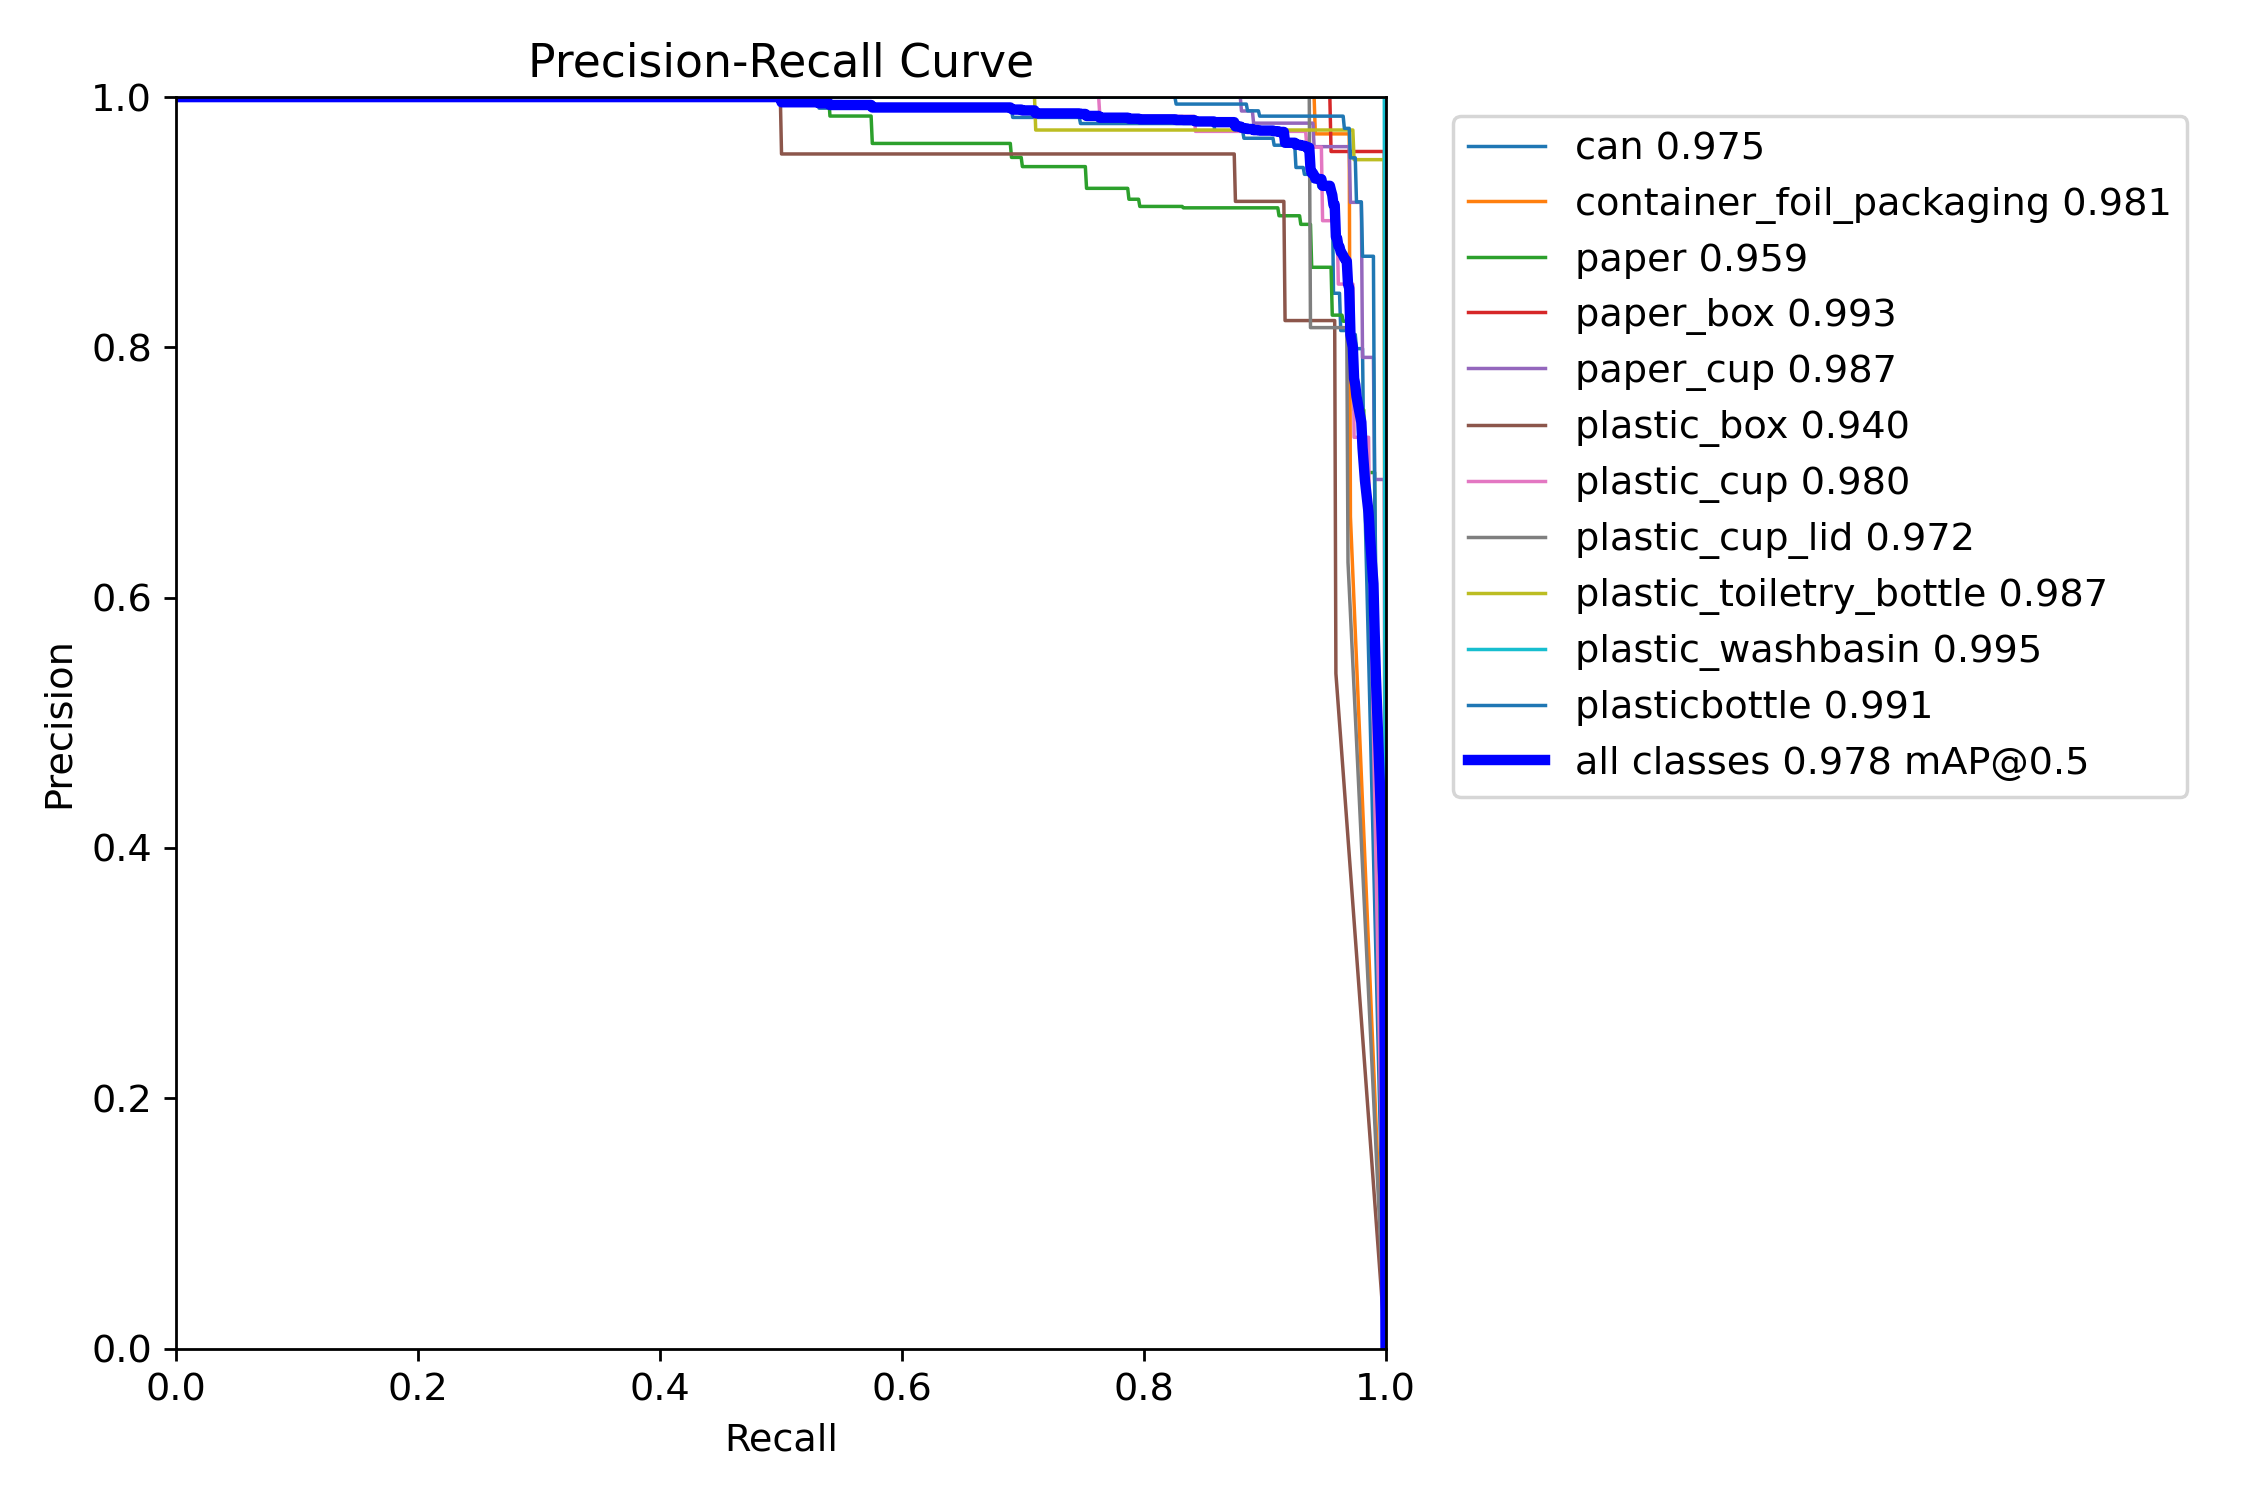 Precision-Recall Curve
1.0
0.8
0.6
0.4
0.2
0.0
Precision
0.0 0.2 0.4 0.6 0.8 1.0
Recall
can 0.975
container_foil_packaging 0.981
paper 0.959
paper_box 0.993
paper_cup 0.987
plastic_box 0.940
plastic_cup 0.980
plastic_cup_lid 0.972
plastic_toiletry_bottle 0.987
plastic_washbasin 0.995
plasticbottle 0.991
all classes 0.978 mAP@0.5